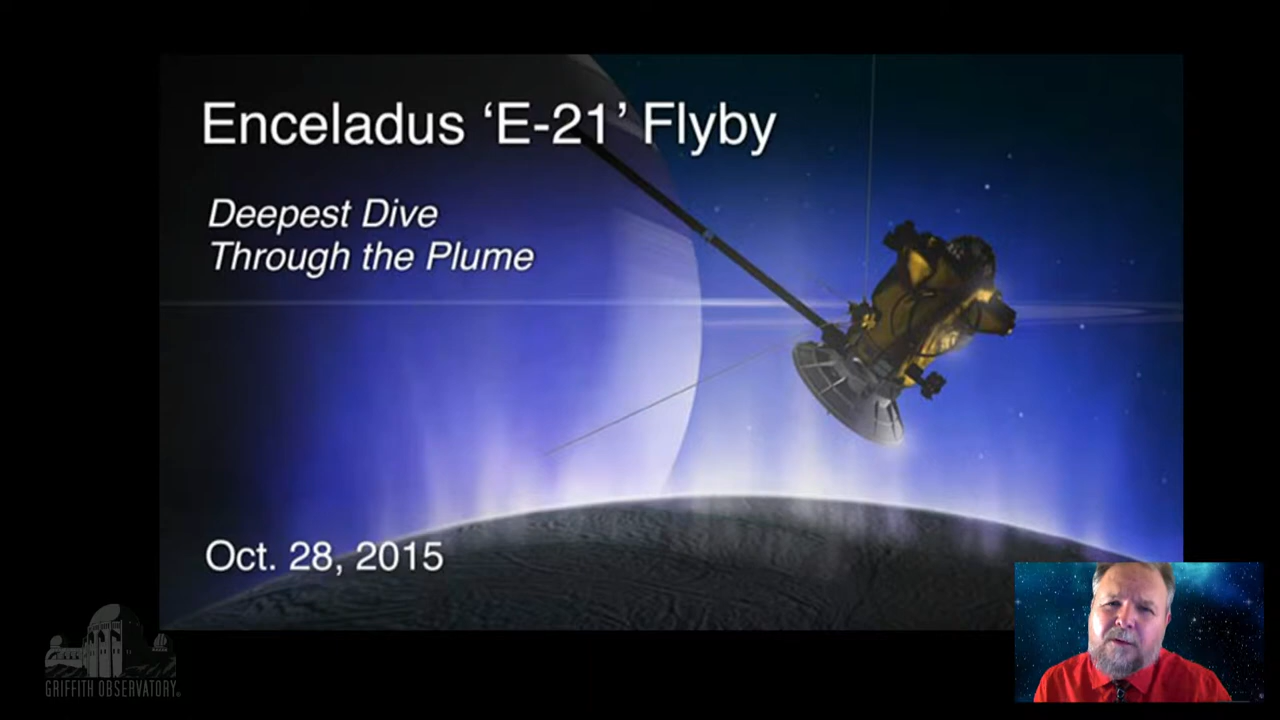 Enceladus ‘E-21’ Flyby
Deepest Dive
Through the Plume
Oct. 28, 2015
GRIFFITH OBSERVATORY